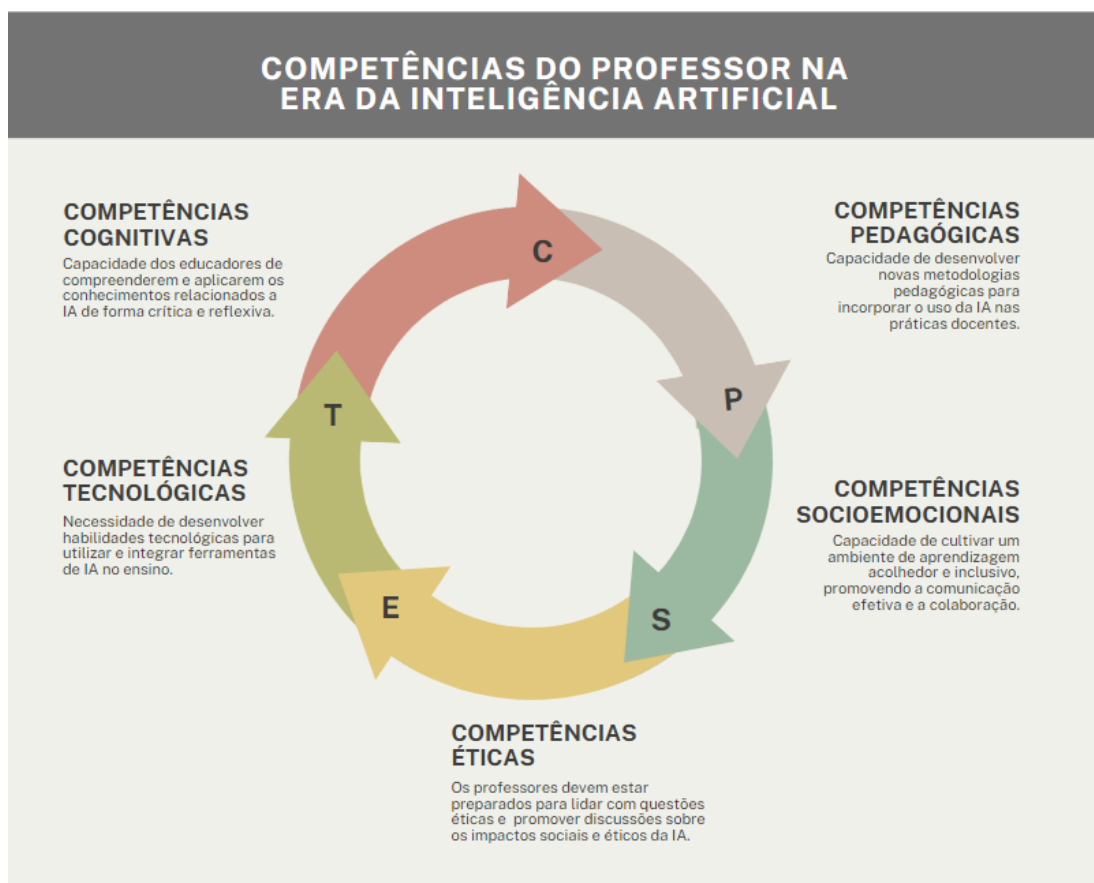 COMPETÊNCIAS DO PROFESSOR NA
ERA DA INTELIGÊNCIA ARTIFICIAL
COMPETÊNCIAS
COGNITIVAS
Capacidade dos educadores de
compreenderem e aplicarem os
conhecimentos relacionados a
IA de forma crítica e reflexiva.
COMPETÊNCIAS
PEDAGÓGICAS
Capacidade de desenvolver
novas metodologias
pedagógicas para
incorporar o uso da IA nas
práticas docentes.
C
P
T
COMPETÊNCIAS
TECNOLÓGICAS
Necessidade de desenvolver
habilidades tecnológicas para
utilizar e integrar ferramentas
de IA no ensino.
COMPETÊNCIAS
SOCIOEMOCIONAIS
Capacidade de cultivar um
ambiente de aprendizagem
acolhedor e inclusivo,
promovendo a comunicação
efetiva e a colaboração.
E
S
COMPETÊNCIAS
ÉTICAS
Os professores devem estar
preparados para lidar com questões
éticas e  promover discussões sobre
os impactos sociais e éticos da IA.